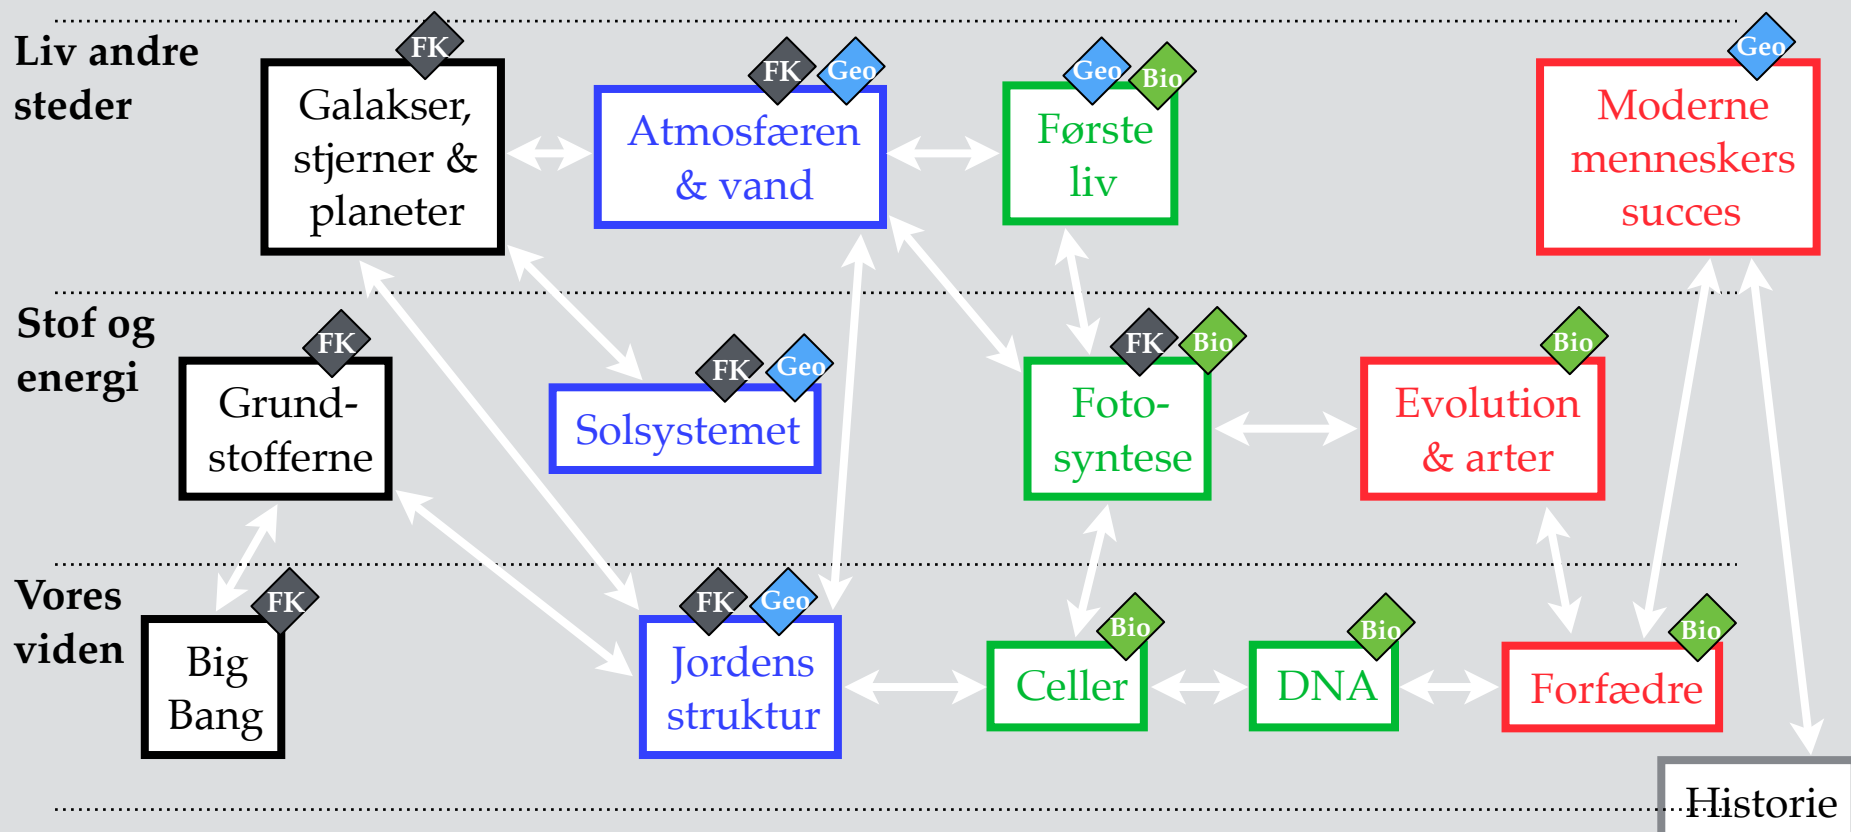 Liv andre
steder
FK
Galakser,
stjerner &
planeter
FK
Geo
Atmosfæren
& vand
Geo
Bio
Første
liv
Geo
Moderne
menneskers
succes
Stof og
energi
FK
Grund-
stofferne
FK
Geo
Solsystemet
FK
Bio
Foto-
syntese
Bio
Evolution
& arter
Vores
viden
FK
Big
Bang
FK
Geo
Jordens
struktur
Bio
Celler
Bio
DNA
Bio
Forfædre
Historie